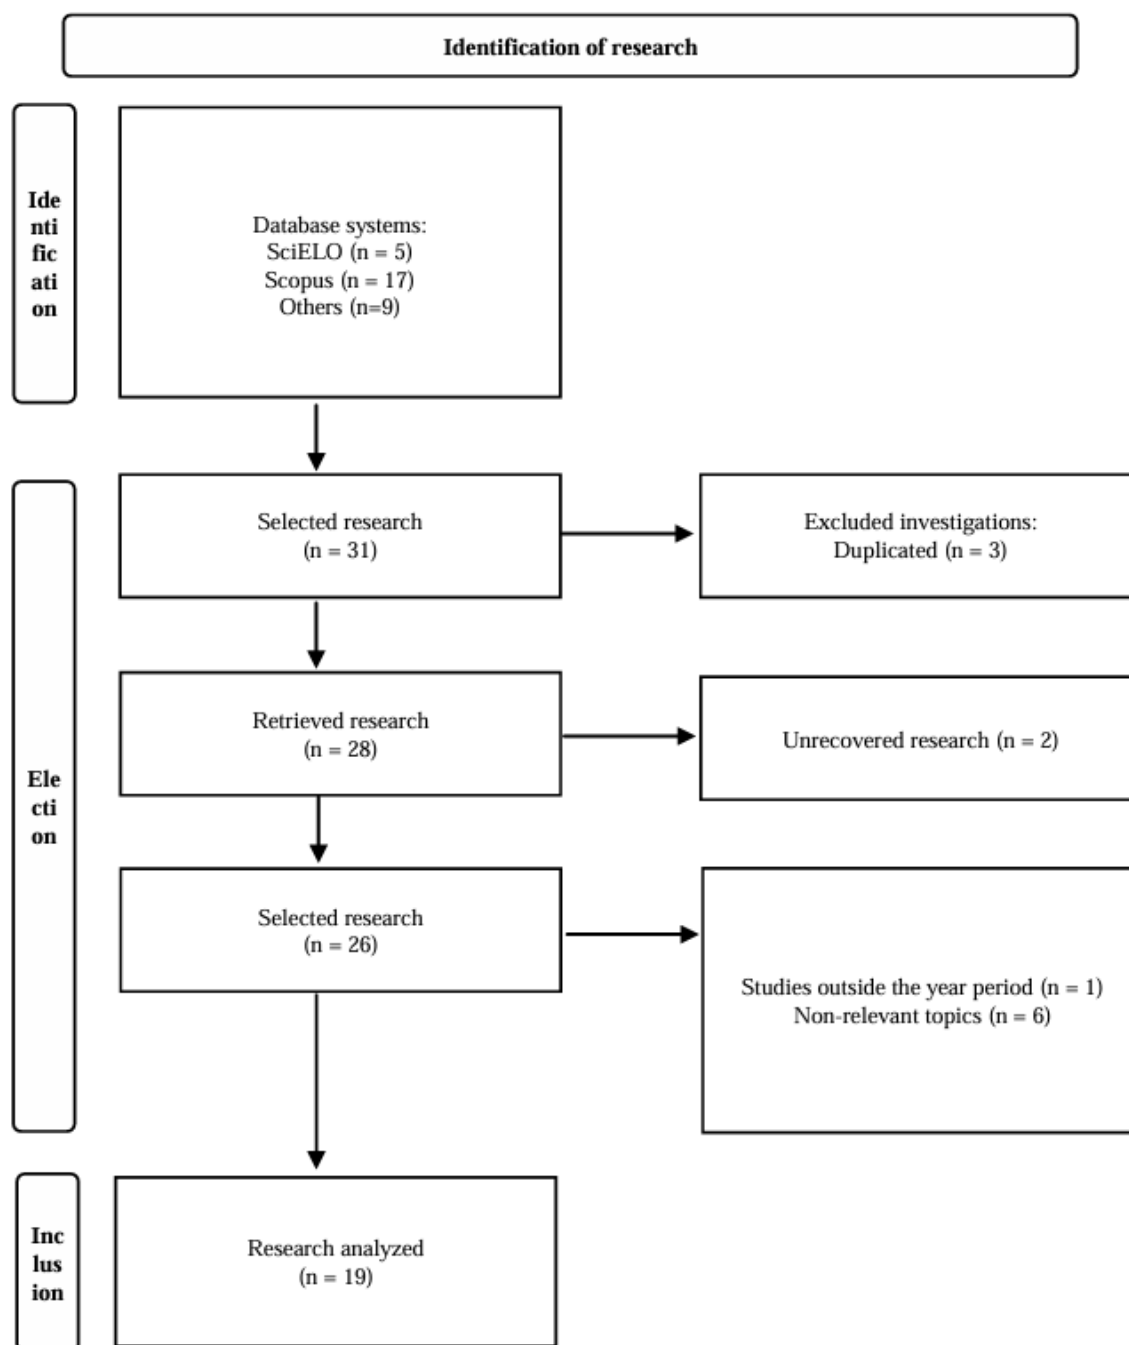 Identification of research
Ide
nti
fic
ati
on
Database systems:
SciELO (n = 5)
Scopus (n = 17)
Others (n=9)
Ele
cti
on
Selected research
(n = 31)
Excluded investigations:
Duplicated (n = 3)
Retrieved research
(n = 28)
Unrecovered research (n = 2)
Selected research
(n = 26)
Studies outside the year period (n = 1)
Non-relevant topics (n = 6)
Inc
lus
ion
Research analyzed
(n = 19)